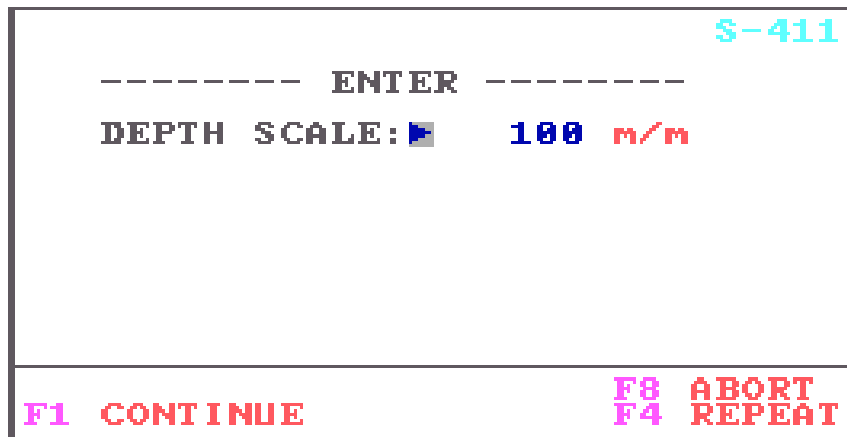 S-411
-------- ENTER --------
DEPTH SCALE:► 100 m/m
F8 ABORT
F1 CONTINUE F4 REPEAT